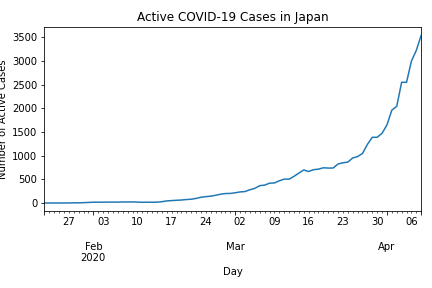 Active COVID-19 Cases in Japan
3500
3000
2500
2000
1500
1000
500
0
Number of Active Cases
27 03 10 17 24 02 09 16 23 30 06
Feb Mar Apr
2020
Day